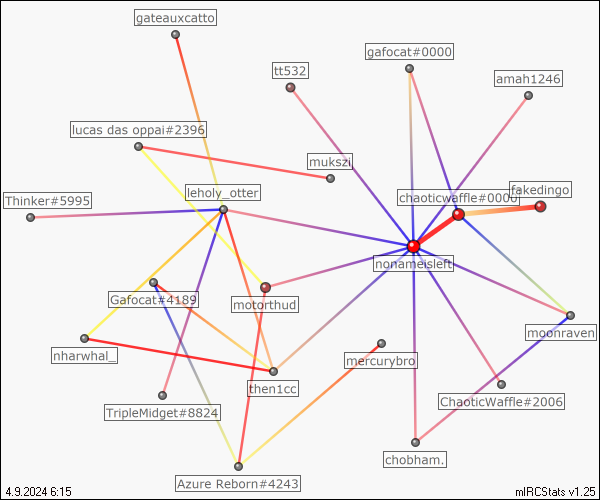 gateauxcatto
gafocat#0000
tt532
amah1246
lucas das oppai#2396
mukszi
leholy_otter
chaoticwaffle#0000
fakedingo
Thinker#5995
nonameisleft
Gafocat#4189
motorthud
moonraven
nharwhal_
mercurybro
then1cc
TripleMidget#8824
ChaoticWaffle#2006
chobham.
Azure Reborn#4243
4.9.2024 6:15
mIRCStats v1.25